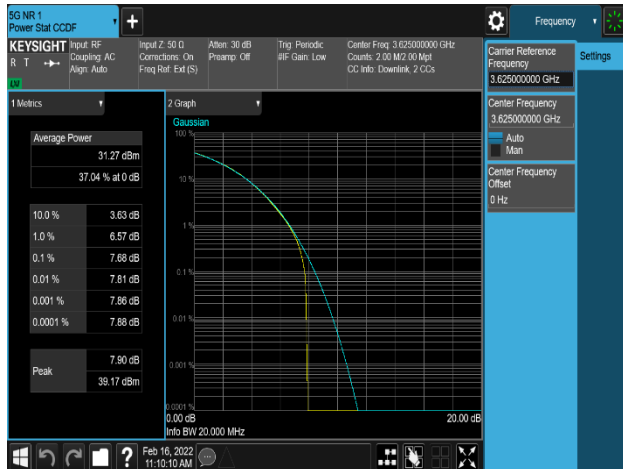 5G NR 1
Power Stat CCDF
Frequency
KEYSIGHT
R T
Input: RF
Coupling: AC
Align: Auto
Input Z: 50 Ω
Corrections: On
Freq Ref: Ext (S)
Atten: 30 dB
Preamp: Off
Trig: Periodic
#IF Gain: Low
Center Freq: 3.625000000 GHz
Counts: 2.00 M/2.00 Mpt
CC Info: Downlink, 2 CCs
Carrier Reference
Frequency
3.625000000 GHz
Settings
Center Frequency
3.625000000 GHz
Auto
Man
Center Frequency
Offset
0 Hz
1 Metrics
Average Power
31.27 dBm
37.04 % at 0 dB
10.0 % 3.63 dB
1.0 % 6.57 dB
0.1 % 7.68 dB
0.01 % 7.81 dB
0.001 % 7.86 dB
0.0001 % 7.88 dB
Peak
7.90 dB
39.17 dBm
2 Graph
Gaussian
100 %
10 %
1 %
0.1 %
0.01 %
0.001 %
0.0001 %
0.00 dB
20.00 dB
Info BW 20.000 MHz
?
Feb 16, 2022
11:10:10 AM